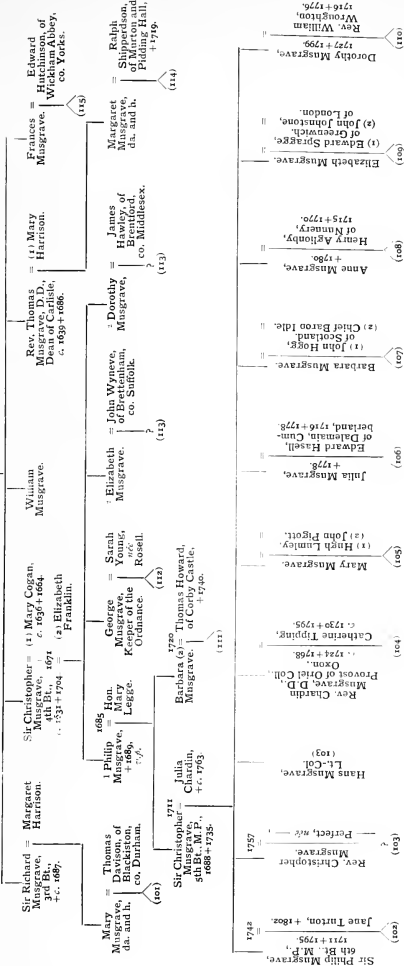 Sir Richard
Musgrave,
3rd Bt.,
+c. 1687.
=
Margaret
Harrison.
Sir Christopher
Musgrave,
4th Bt.,
1631 + 1704
=
(1) Mary Cogan,
c. 1636 + 1664.
1671
= (2) Elizabeth
Franklin.
William
Musgrave.
Rev. Thomas
Musgrave, D.D.,
Dean of Carlisle,
c. 1639 + 1686.
= (1) Mary
Harrison.
Frances
Musgrave.
=
Edward
Hutchinson, of
Wickham Abbey,
co. Yorks.
(115)
Mary
Musgrave,
da. and h.
=
Thomas
Davison, of
Blackiston,
co. Durham.
(101)
1 Philip
Musgrave,
+1689,
v.p.
1685
=
Hon.
Mary
Legge.
George
Musgrave,
Keeper of the
Ordnance.
=
Sarah
Young,
née
Rosell.
(112)
? Elizabeth
Musgrave.
=
John Wyneve,
of Brettenham,
co. Suffolk.
?
(113)
? Dorothy
Musgrave,
=
James
Hawley, of
Brentford,
co. Middlesex.
?
(113)
Margaret
Musgrave,
da. and h.
=
Ralph
Shipperdson,
of Murton and
Pidding Hall,
+1719.
(114)
Sir Christopher
Musgrave,
5th Bt., M.P.,
1688 + 1735.
1711
=
Julia
Chardin,
+c. 1763.
Barbara (2)
Musgrave.
1720
=
Thomas Howard,
of Corby Castle,
+1740.
(111)
Sir Philip Musgrave,
6th Bt., M.P.,
1711+1795.
1742
=
Jane Turton, +1802.
(102)
Rev. Christopher
Musgrave.
1757
=
— Perfect, née —,
?
(103)
Hans Musgrave,
Lt.-Col.
(103)
Rev. Chardin
Musgrave, D.D.,
Provost of Oriel Coll.,
Oxon.,
1724+1768.
=
Catherine Tipping,
c. 1730+1795.
(104)
Mary Musgrave.
=
(1) Hugh Lumley.
(2) John Pigott.
(105)
Julia Musgrave,
+1778.
=
Edward Hasell,
of Dalemain, Cum-
berland, 1716+1778.
(106)
Barbara Musgrave.
=
(1) John Hogg,
of Scotland.
(2) Chief Baron Idle.
(107)
Anne Musgrave,
+1780.
=
Henry Aglionby,
of Nunnery,
1715+1770.
(108)
Elizabeth Musgrave.
=
(1) Edward Spragge,
of Greenwich.
(2) John Johnstone,
of London.
(109)
Dorothy Musgrave,
1727+1799.
=
Rev. William
Wroughton,
1716+1776.
(110)